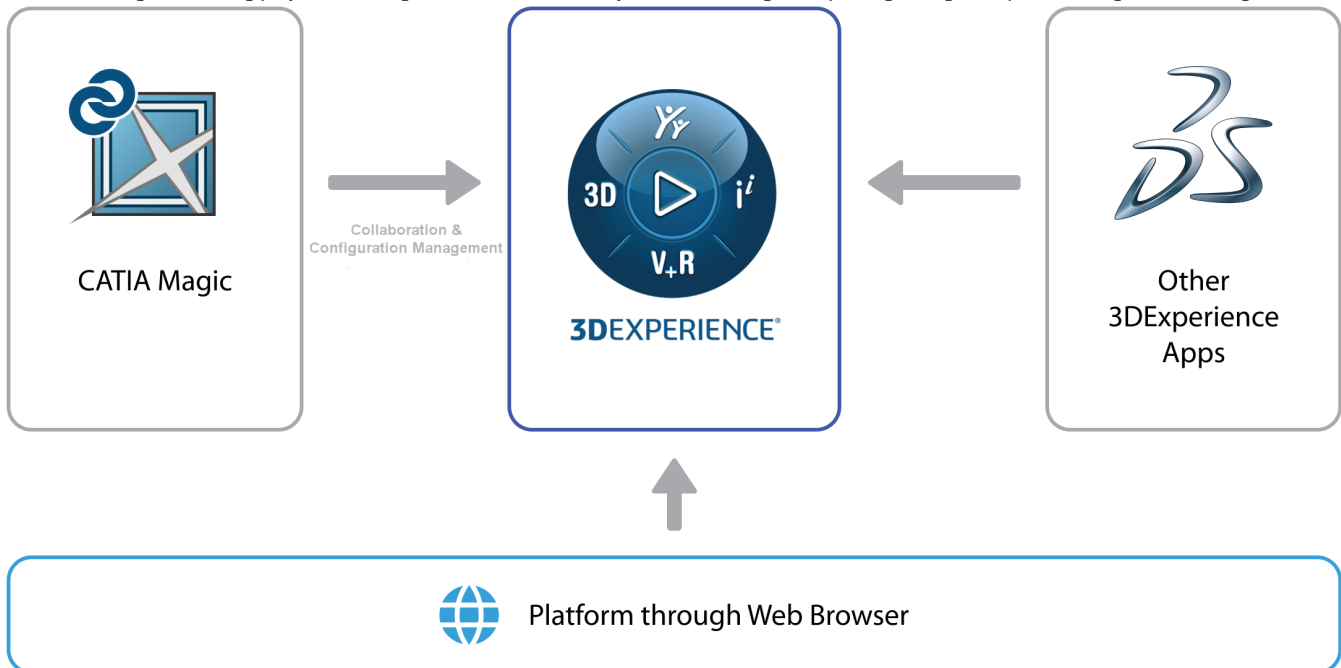 3D
i i
V+R
3DEXPERIENCE®
CATIA Magic
Collaboration &
Configuration Management
Other
3DExperience
Apps
Platform through Web Browser